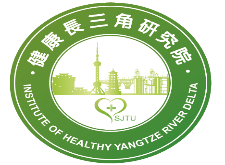 ·健康長三角研究院·
SJTU
INSTITUTE OF HEALTHY YANGTZE RIVER DELTA